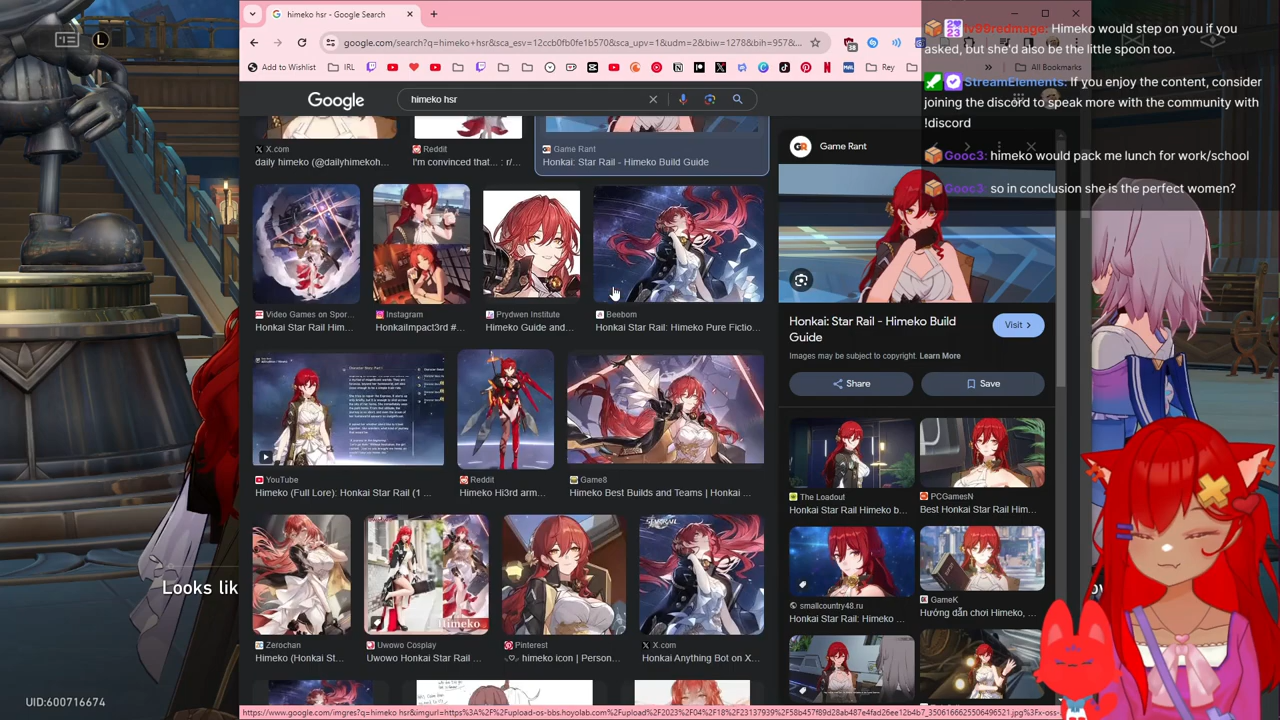 himeko hsr - Google Search
google.com/search?q=himeko+hsr&sca_esv=12ccb0fb0fe1b570&sca_upv=1&udm=2&biw=1278&bih=957&...
Add to Wishlist
IRL
Rey
All Bookmarks
Google
himeko hsr
lv99redmage: Himeko would step on you if you
asked, but she'd also be the little spoon too.
StreamElements: If you enjoy the content, consider
joining the discord to speak more with the community with
!discord
Gooc3: himeko would pack me lunch for work/school
Gooc3: so in conclusion she is the perfect women?
X.com
daily himeko (@dailyhimekoh...
Reddit
I'm convinced that... : r/...
Game Rant
Honkai: Star Rail - Himeko Build Guide
Video Games on Spor...
Honkai Star Rail Him...
Instagram
HonkaiImpact3rd #...
Prydwen Institute
Himeko Guide and...
Beebom
Honkai Star Rail: Himeko Pure Fictio...
YouTube
Himeko (Full Lore): Honkai Star Rail (1 ...
Reddit
Himeko Hi3rd arm...
Game8
Himeko Best Builds and Teams | Honkai ...
Zerochan
Himeko (Honkai St...
Himeko
Uwowo Cosplay
Uwowo Honkai Star Rail ...
Pinterest
himeko icon | Person...
X.com
Honkai Anything Bot on X...
Game Rant
Honkai: Star Rail - Himeko Build
Guide
Visit
Images may be subject to copyright. Learn More
Share
Save
The Loadout
Honkai Star Rail Himeko b...
PCGamesN
Best Honkai Star Rail Him...
smallcountry48.ru
Honkai Star Rail: Himeko ...
GameK
Hướng dẫn chơi Himeko, ...
Looks lik
UID:600716674
L